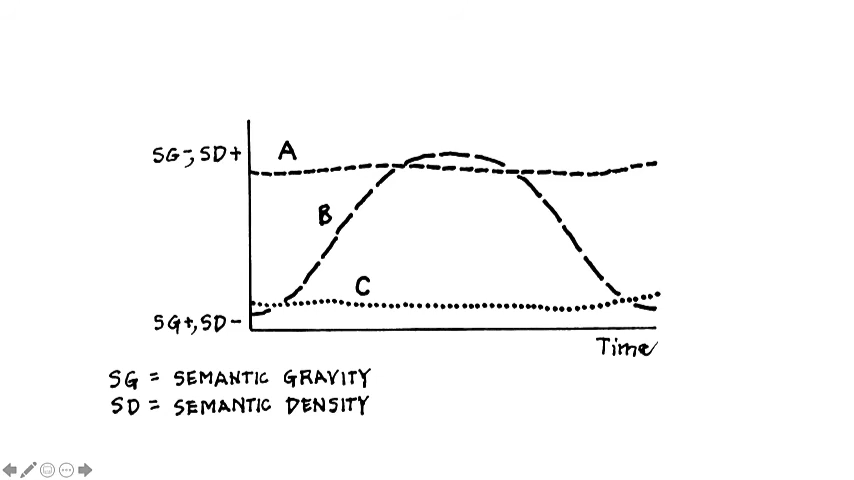 SG-, SD+
A
B
C
SG+, SD-
Time
SG = SEMANTIC GRAVITY
SD = SEMANTIC DENSITY